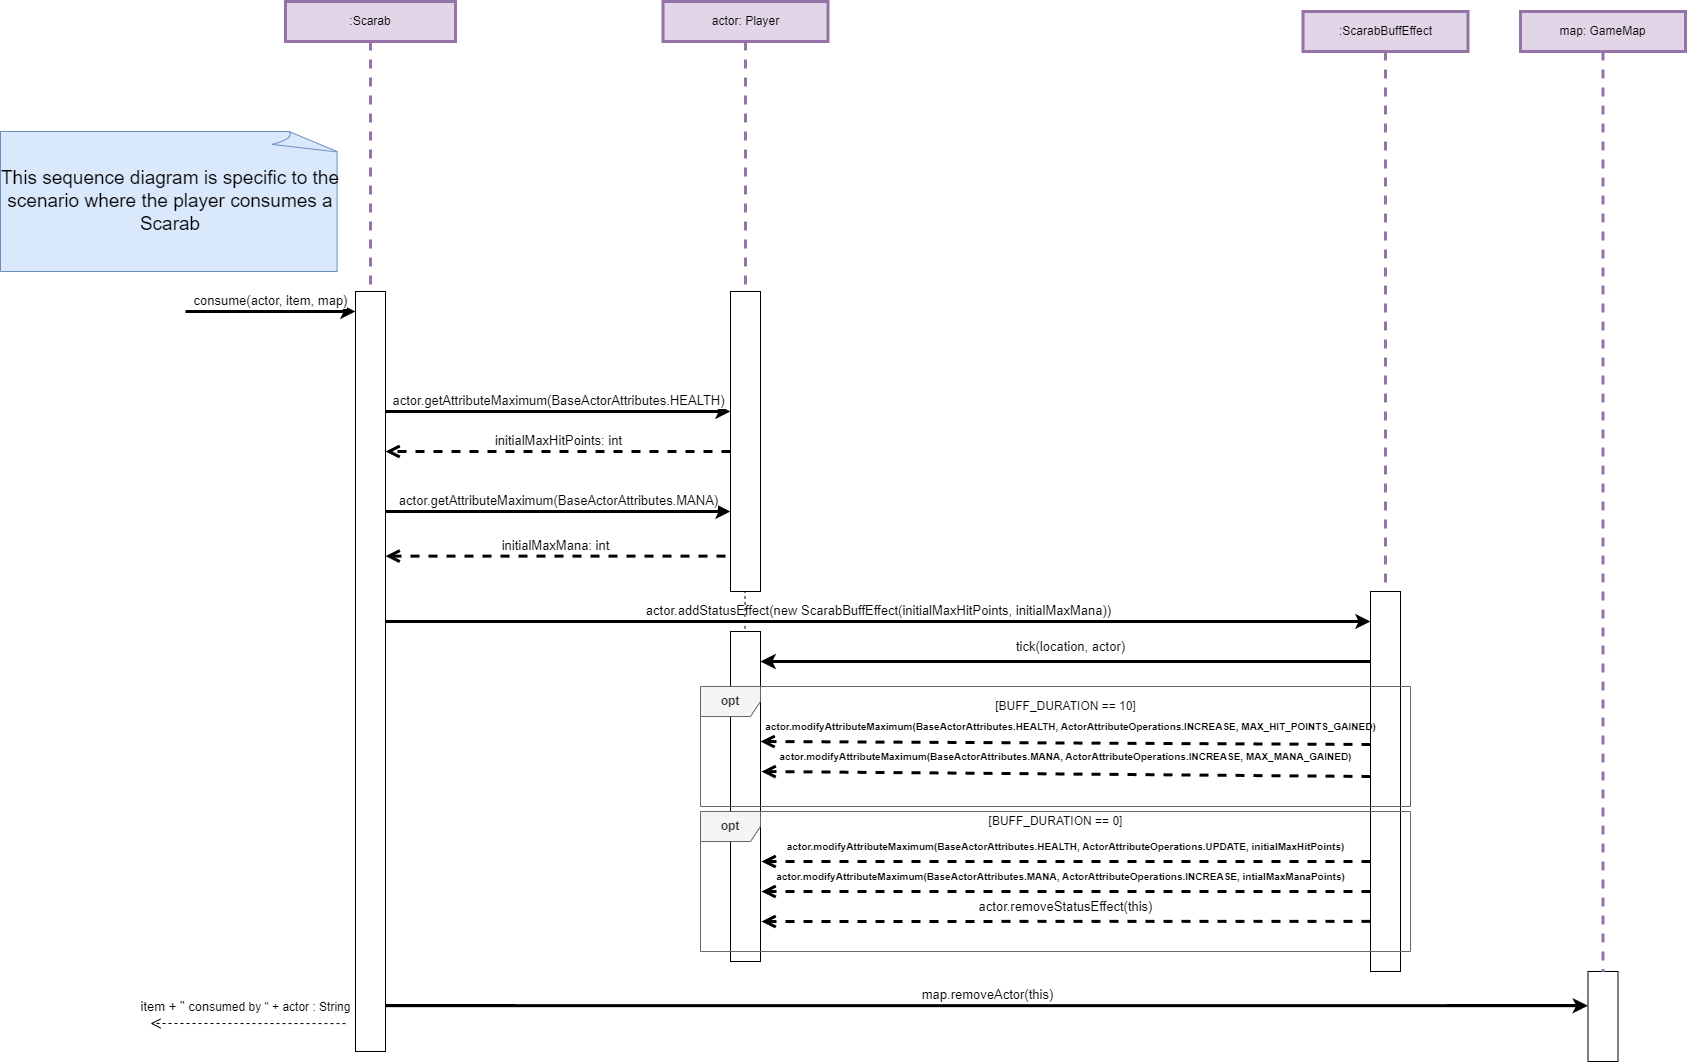 :Scarab
actor: Player
:ScarabBuffEffect
map: GameMap
This sequence diagram is specific to the
scenario where the player consumes a
Scarab
consume(actor, item, map)
actor.getAttributeMaximum(BaseActorAttributes.HEALTH)
initialMaxHitPoints: int
actor.getAttributeMaximum(BaseActorAttributes.MANA)
initialMaxMana: int
actor.addStatusEffect(new ScarabBuffEffect(initialMaxHitPoints, initialMaxMana))
tick(location, actor)
opt
[BUFF_DURATION == 10]
actor.modifyAttributeMaximum(BaseActorAttributes.HEALTH, ActorAttributeOperations.INCREASE, MAX_HIT_POINTS_GAINED)
actor.modifyAttributeMaximum(BaseActorAttributes.MANA, ActorAttributeOperations.INCREASE, MAX_MANA_GAINED)
opt
[BUFF_DURATION == 0]
actor.modifyAttributeMaximum(BaseActorAttributes.HEALTH, ActorAttributeOperations.UPDATE, initialMaxHitPoints)
actor.modifyAttributeMaximum(BaseActorAttributes.MANA, ActorAttributeOperations.INCREASE, intialMaxManaPoints)
actor.removeStatusEffect(this)
map.removeActor(this)
item + " consumed by " + actor : String